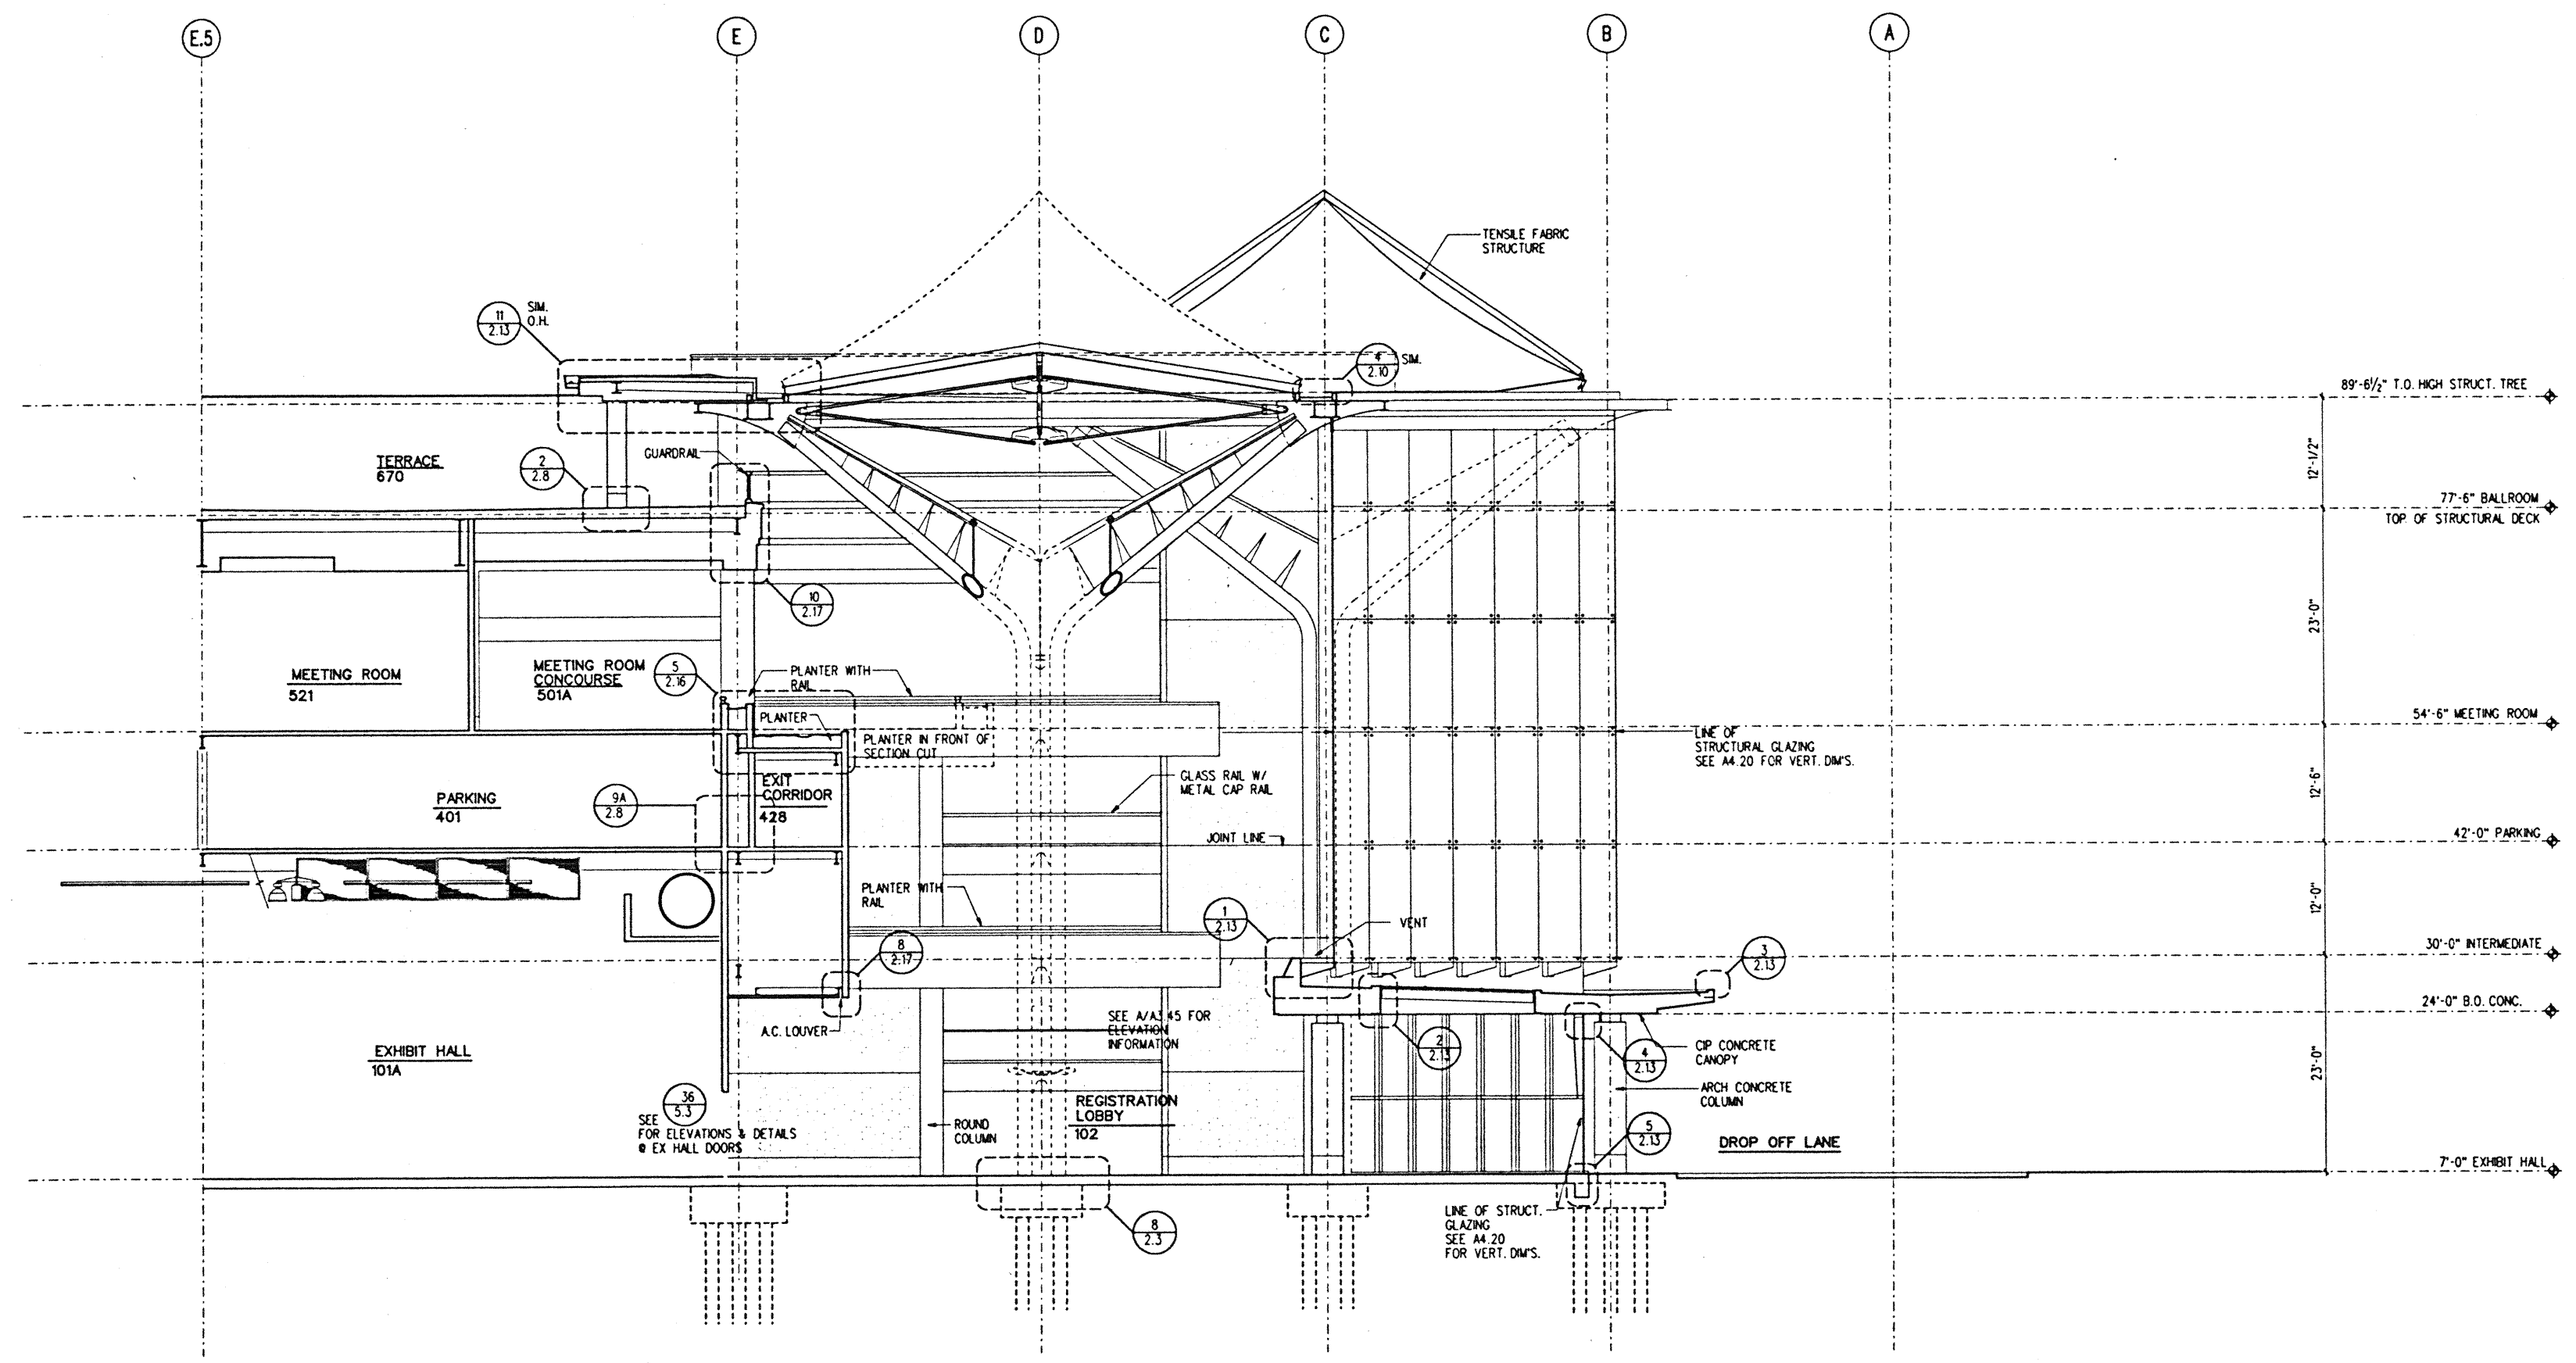 E.5
E
D
C
B
A
TENSILE FABRIC
STRUCTURE
11
2.13
SIM.
O.H.
4
2.10
SIM.
89'-6½" T.O. HIGH STRUCT. TREE
GUARDRAIL
TERRACE
670
2
2.8
12'-1/2"
77'-6" BALLROOM
TOP OF STRUCTURAL DECK
10
2.17
23'-0"
MEETING ROOM
521
MEETING ROOM
CONCOURSE
501A
5
2.16
PLANTER WITH
RAIL
PLANTER
PLANTER IN FRONT OF
SECTION CUT
54'-6" MEETING ROOM
LINE OF
STRUCTURAL GLAZING
SEE A4.20 FOR VERT. DIM'S.
PARKING
401
9A
2.8
EXIT
CORRIDOR
428
GLASS RAIL W/
METAL CAP RAIL
12'-6"
JOINT LINE
42'-0" PARKING
PLANTER WITH
RAIL
12'-0"
1
2.13
VENT
8
2.17
3
2.13
30'-0" INTERMEDIATE
24'-0" B.O. CONC.
A.C. LOUVER
SEE A/A3.45 FOR
ELEVATION
INFORMATION
2
2.13
4
2.13
CIP CONCRETE
CANOPY
EXHIBIT HALL
101A
23'-0"
ARCH CONCRETE
COLUMN
36
5.3
SEE
FOR ELEVATIONS & DETAILS
@ EX HALL DOORS
REGISTRATION
LOBBY
102
ROUND
COLUMN
5
2.13
DROP OFF LANE
7'-0" EXHIBIT HALL
8
2.3
LINE OF STRUCT.
GLAZING
SEE A4.20
FOR VERT. DIM'S.